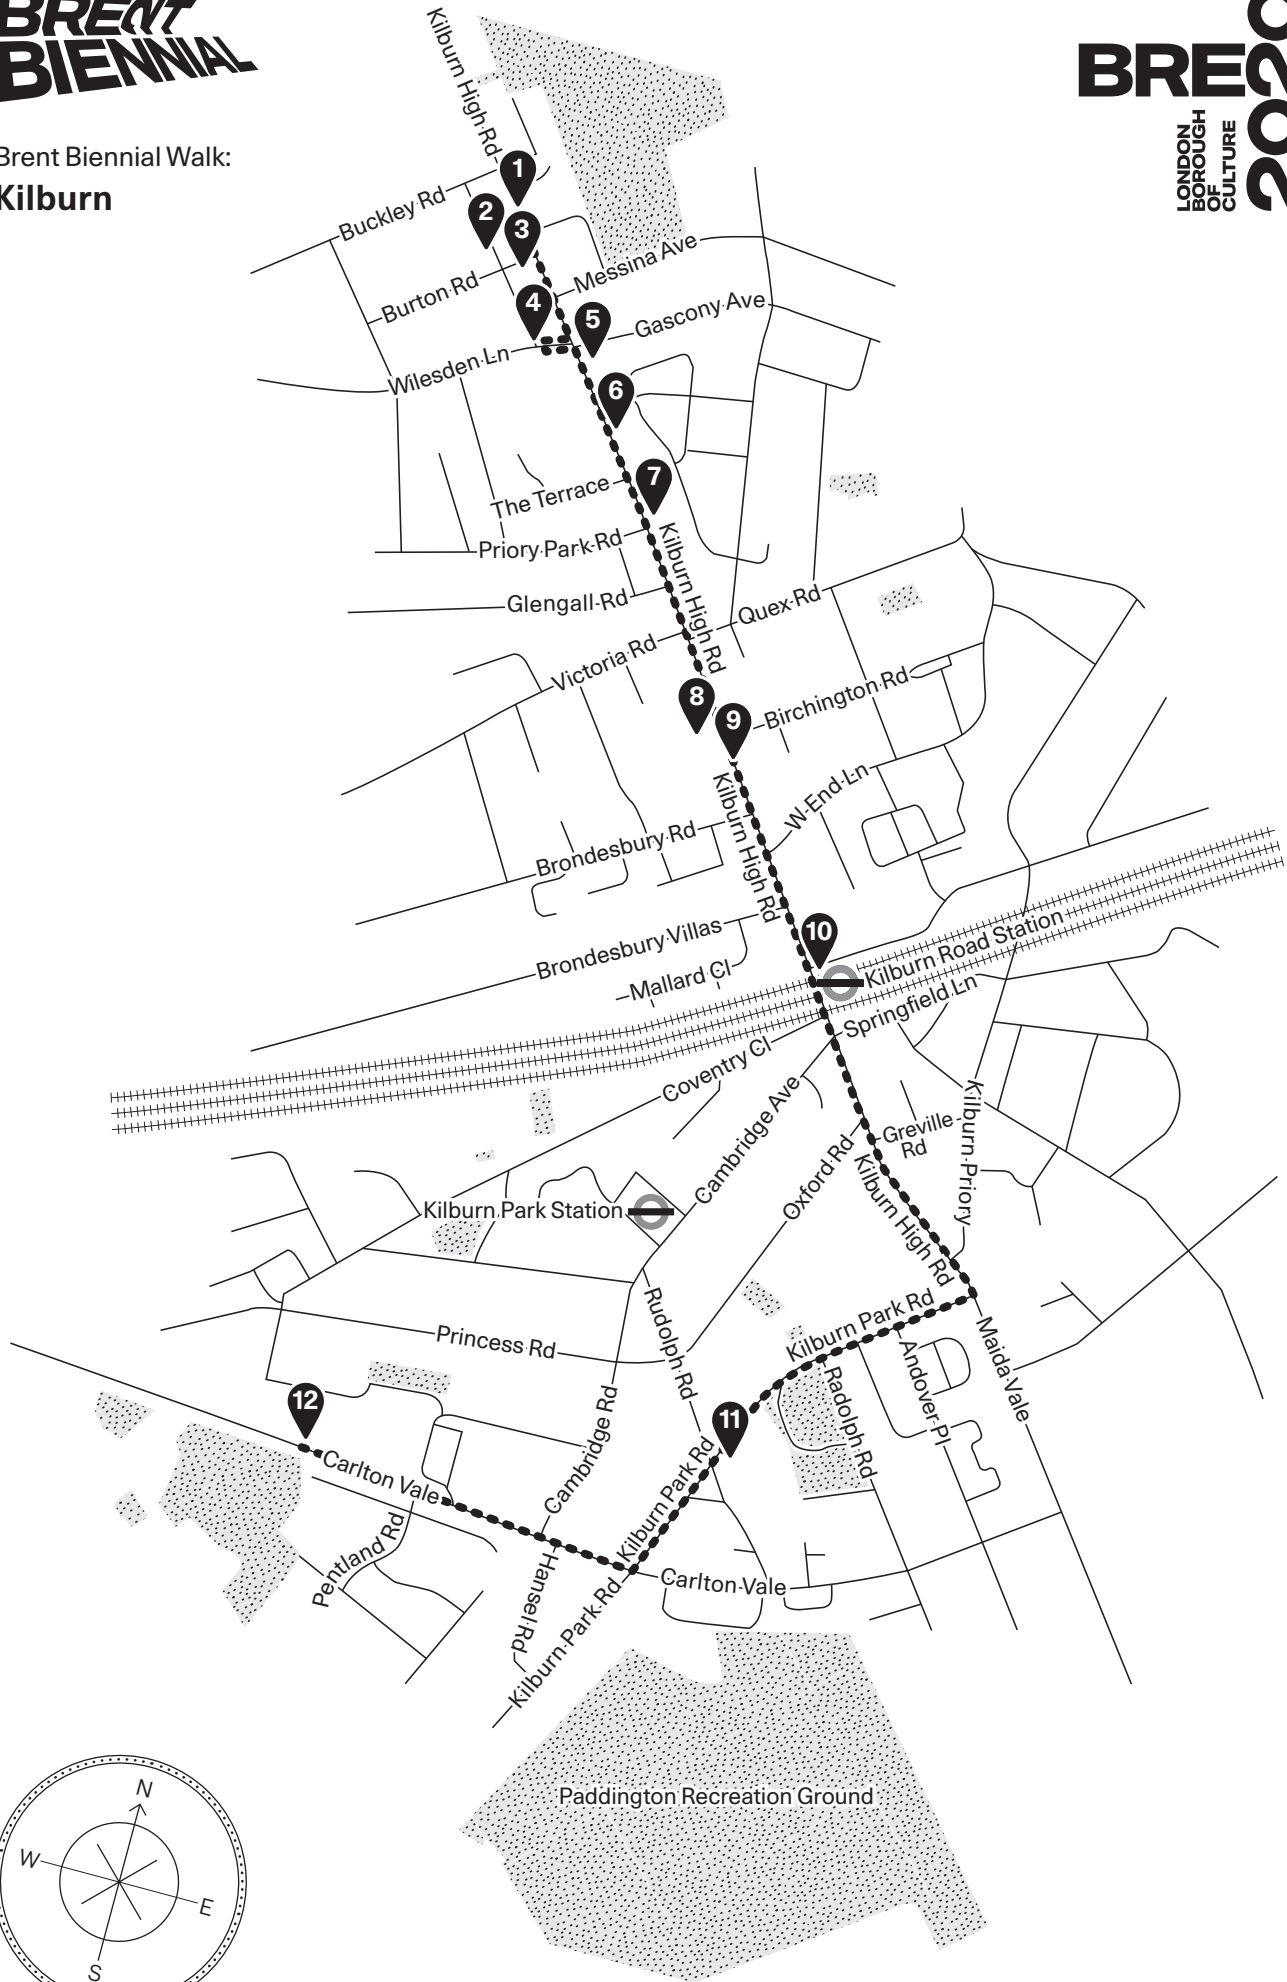 BRENT
BIENNIAL
BRE
2020
LONDON
BOROUGH
OF
CULTURE
Brent Biennial Walk:
Kilburn
Kilburn High Rd
1
Buckley Rd
2
3
Messina Ave
Burton Rd
4
5
Gascony Ave
Wilesden Ln
6
7
The Terrace
Priory Park Rd
Kilburn High Rd
Glengall Rd
Quex Rd
Victoria Rd
8
Birchington Rd
9
W End Ln
Kilburn High Rd
Brondesbury Rd
10
Brondesbury Villas
Kilburn Road Station
Mallard Cl
Springfield Ln
Coventry Cl
Cambridge Ave
Greville
Rd
Kilburn Priory
Oxford Rd
Kilburn High Rd
Kilburn Park Station
Rudolph Rd
Kilburn Park Rd
Princess Rd
Maida Vale
Andover Pl
Radolph Rd
12
11
Cambridge Rd
Carlton Vale
Kilburn Park Rd
Pentland Rd
Hansel Rd
Carlton Vale
Kilburn Park Rd
Paddington Recreation Ground
N
W
E
S